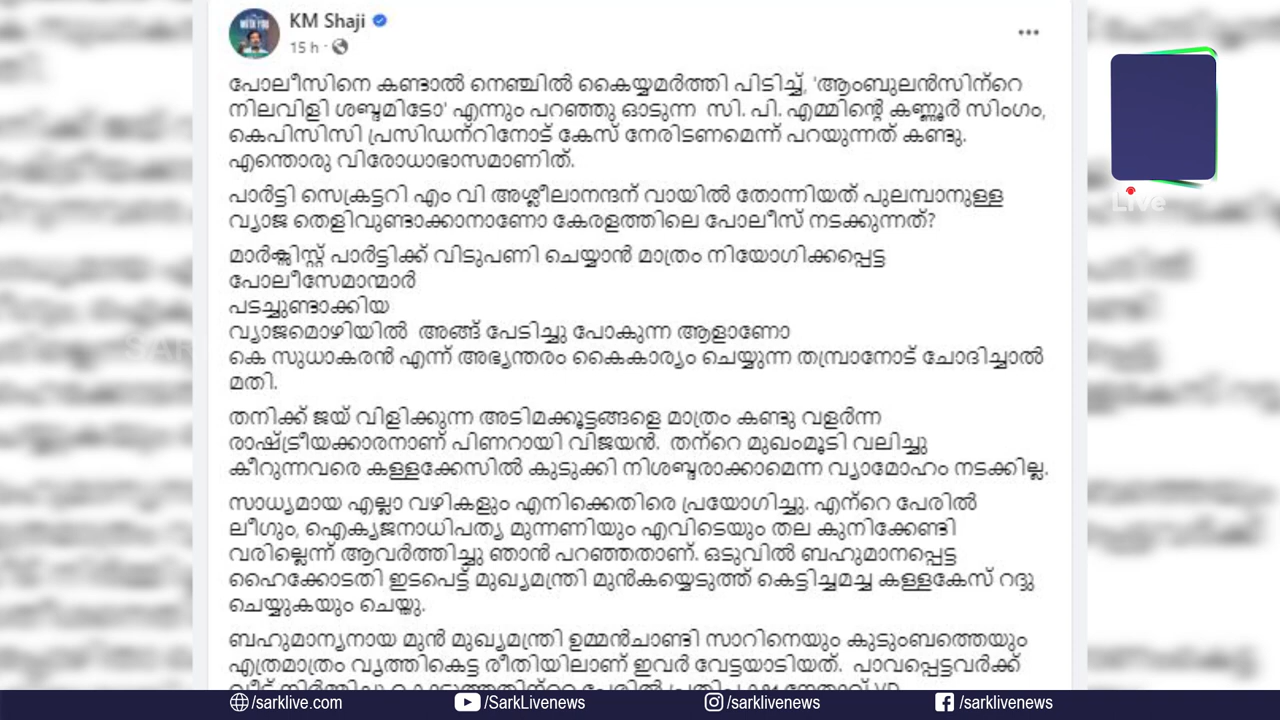 KM Shaji
15 h ·
പോലീസിനെ കണ്ടാൽ നെഞ്ചിൽ കൈയ്യമർത്തി പിടിച്ച്, 'ആംബുലൻസിന്റെ
നിലവിളി ശബ്ദമിടോ' എന്നും പറഞ്ഞു ഓടുന്ന സി. പി. എമ്മിന്റെ കണ്ണൂർ സിംഗം,
കെപിസിസി പ്രസിഡന്റിനോട് കേസ് നേരിടണമെന്ന് പറയുന്നത് കണ്ടു.
എന്തൊരു വിരോധാഭാസമാണിത്.
പാർട്ടി സെക്രട്ടറി എം വി അശ്ലീലാനന്ദന് വായിൽ തോന്നിയത് പുലമ്പാനുള്ള
വ്യാജ തെളിവുണ്ടാക്കാനാണോ കേരളത്തിലെ പോലീസ് നടക്കുന്നത്?
മാർക്സിസ്റ്റ് പാർട്ടിക്ക് വിടുപണി ചെയ്യാൻ മാത്രം നിയോഗിക്കപ്പെട്ട
പോലീസേമാന്മാർ
പടച്ചുണ്ടാക്കിയ
വ്യാജമൊഴിയിൽ അങ്ങ് പേടിച്ചു പോകുന്ന ആളാണോ
കെ സുധാകരൻ എന്ന് അഭ്യന്തരം കൈകാര്യം ചെയ്യുന്ന തമ്പ്രാനോട് ചോദിച്ചാൽ
മതി.
തനിക്ക് ജയ് വിളിക്കുന്ന അടിമക്കൂട്ടങ്ങളെ മാത്രം കണ്ടു വളർന്ന
രാഷ്ട്രീയക്കാരനാണ് പിണറായി വിജയൻ. തന്റെ മുഖംമൂടി വലിച്ചു
കീറുന്നവരെ കള്ളക്കേസിൽ കുടുക്കി നിശബ്ദരാക്കാമെന്ന വ്യാമോഹം നടക്കില്ല.
സാധ്യമായ എല്ലാ വഴികളും എനിക്കെതിരെ പ്രയോഗിച്ചു. എന്റെ പേരിൽ
ലീഗും, ഐക്യജനാധിപത്യ മുന്നണിയും എവിടെയും തല കുനിക്കേണ്ടി
വരില്ലെന്ന് ആവർത്തിച്ചു ഞാൻ പറഞ്ഞതാണ്. ഒടുവിൽ ബഹുമാനപ്പെട്ട
ഹൈക്കോടതി ഇടപെട്ട് മുഖ്യമന്ത്രി മുൻകയ്യെടുത്ത് കെട്ടിച്ചമച്ച കള്ളകേസ് റദ്ദു
ചെയ്യുകയും ചെയ്തു.
ബഹുമാന്യനായ മുൻ മുഖ്യമന്ത്രി ഉമ്മൻചാണ്ടി സാറിനെയും കുടുംബത്തെയും
എത്രമാത്രം വൃത്തികെട്ട രീതിയിലാണ് ഇവർ വേട്ടയാടിയത്. പാവപ്പെട്ടവർക്ക്
Live
/sarklive.com
/SarkLivenews
/sarklivenews
/sarklivenews